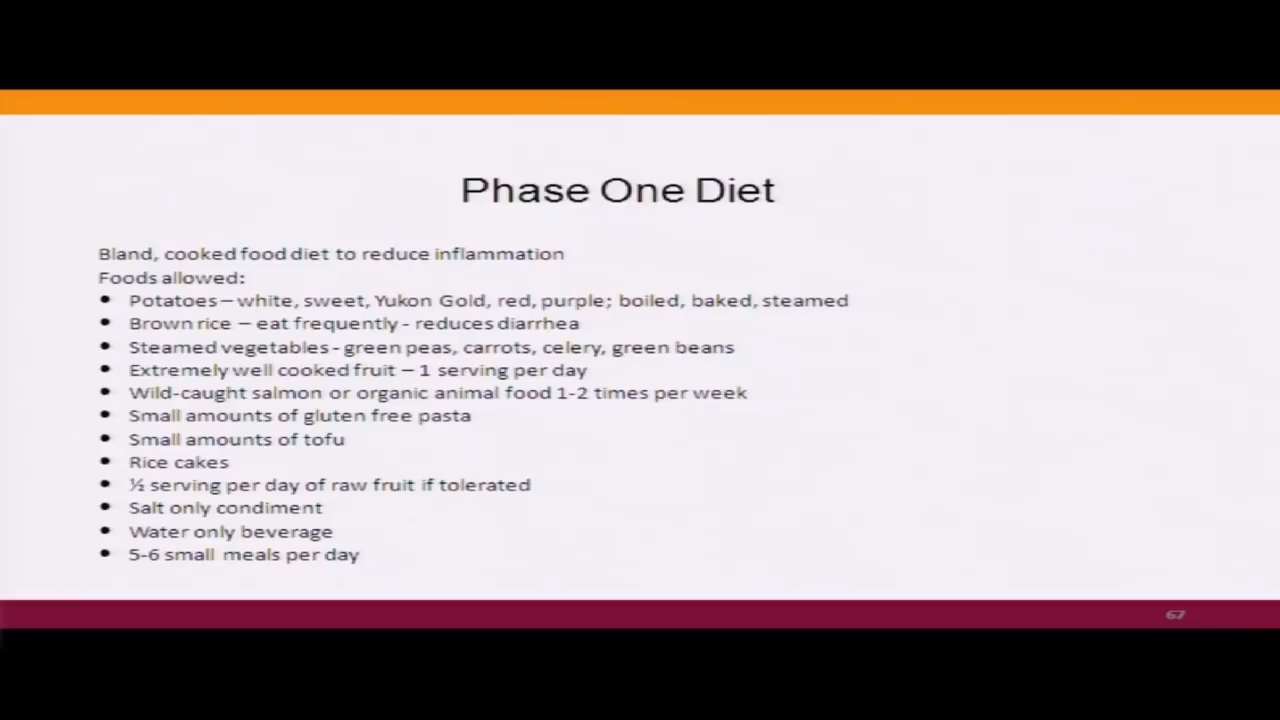 Phase One Diet
Bland, cooked food diet to reduce inflammation
Foods allowed:
• Potatoes – white, sweet, Yukon Gold, red, purple; boiled, baked, steamed
• Brown rice – eat frequently - reduces diarrhea
• Steamed vegetables - green peas, carrots, celery, green beans
• Extremely well cooked fruit – 1 serving per day
• Wild-caught salmon or organic animal food 1-2 times per week
• Small amounts of gluten free pasta
• Small amounts of tofu
• Rice cakes
• ½ serving per day of raw fruit if tolerated
• Salt only condiment
• Water only beverage
• 5-6 small meals per day
67